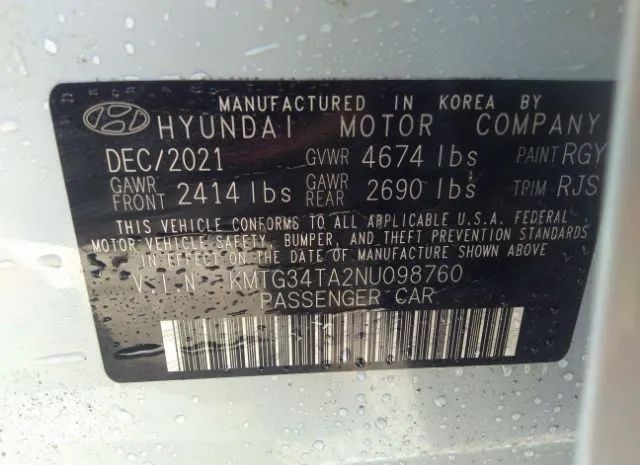 MANUFACTURED IN KOREA BY
HYUNDAI MOTOR COMPANY
DEC/2021 GVWR 4674 lbs PAINT RGY
GAWR FRONT 2414 lbs GAWR REAR 2690 lbs TRIM RJS
THIS VEHICLE CONFORMS TO ALL APPLICABLE U.S.A. FEDERAL
MOTOR VEHICLE SAFETY, BUMPER, AND THEFT PREVENTION STANDARDS
IN EFFECT ON THE DATE OF MANUFACTURE SHOWN ABOVE
V I N : KMTG34TA2NU098760
PASSENGER CAR